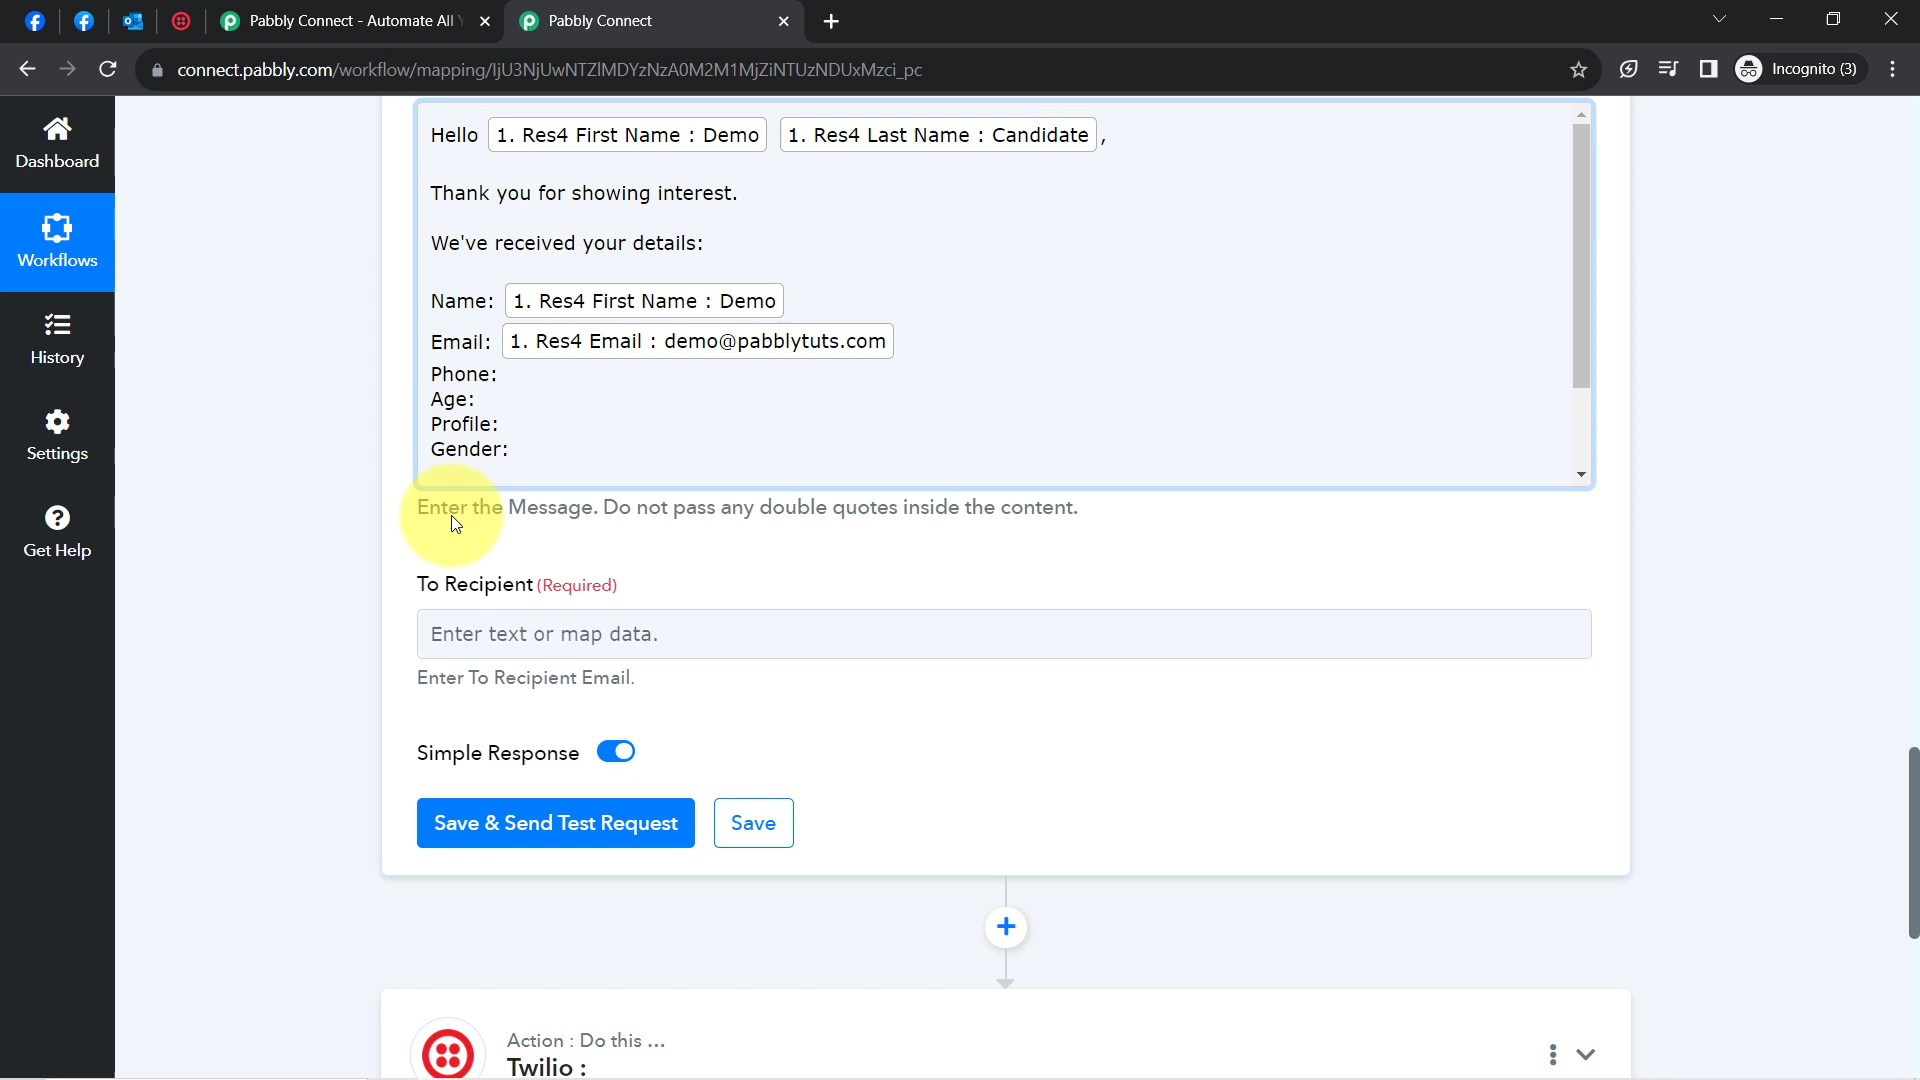 Pabbly Connect - Automate All
Pabbly Connect
connect.pabbly.com/workflow/mapping/IjU3NjUwNTZlMDYzNzA0M2M1MjZiNTUzNDUxMzci_pc
Incognito (3)
Dashboard
Workflows
History
Settings
Get Help
Hello 1. Res4 First Name : Demo 1. Res4 Last Name : Candidate ,
Thank you for showing interest.
We've received your details:
Name: 1. Res4 First Name : Demo
Email: 1. Res4 Email : demo@pabblytuts.com
Phone:
Age:
Profile:
Gender:
Enter the Message. Do not pass any double quotes inside the content.
To Recipient (Required)
Enter text or map data.
Enter To Recipient Email.
Simple Response
Save & Send Test Request
Save
Action : Do this ...
Twilio :